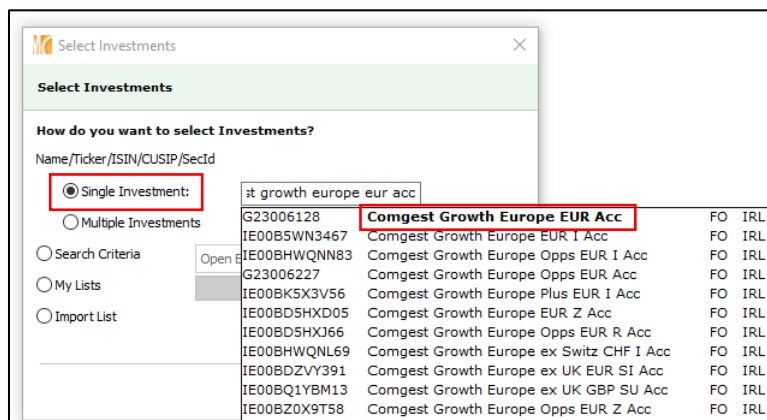 Select Investments
Select Investments
How do you want to select Investments?
Name/Ticker/ISIN/CUSIP/SecId
Single Investment: st growth europe eur acc
Multiple Investments
Search Criteria Open
My Lists
Import List
G23006128 Comgest Growth Europe EUR Acc FO IRL
IE00B5WN3467 Comgest Growth Europe EUR I Acc FO IRL
IE00BHWQNN83 Comgest Growth Europe Opps EUR I Acc FO IRL
G23006227 Comgest Growth Europe Opps EUR Acc FO IRL
IE00BK5X3V56 Comgest Growth Europe Plus EUR I Acc FO IRL
IE00BD5HXD05 Comgest Growth Europe EUR Z Acc FO IRL
IE00BD5HXJ66 Comgest Growth Europe Opps EUR R Acc FO IRL
IE00BHWQNL69 Comgest Growth Europe ex Switz CHF I Acc FO IRL
IE00BDZVY391 Comgest Growth Europe ex UK EUR SI Acc FO IRL
IE00BQ1YBM13 Comgest Growth Europe ex UK GBP SU Acc FO IRL
IE00BZ0X9T58 Comgest Growth Europe Opps EUR Z Acc FO IRL